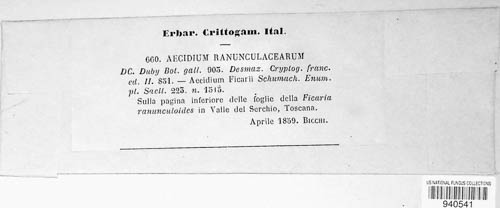 Erbar. Crittogam. Ital.
660. AECIDIUM RANUNCULACEARUM
DC. Duby Bot. gall. 905. Desmaz. Cryptog. franc.
ed. II. 851. — Aecidium Ficarii Schumach. Enum.
pl. Saell. 223. n. 1515.
Sulla pagina inferiore delle foglie della Ficaria
ranunculoides in Valle del Serchio, Toscana.
Aprile 1859. BICCHI.
US NATIONAL FUNGUS COLLECTIONS
940541